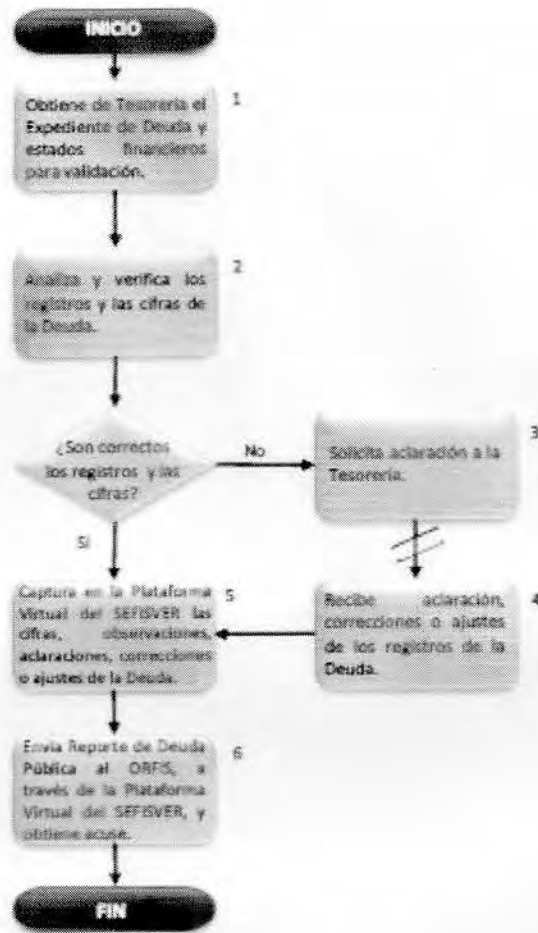 INICIO
1
Obtiene de Tesorería el
Expediente de Deuda y
estados financieros
para validación.
2
Analiza y verifica los
registros y las cifras de
la Deuda.
¿Son correctos
los registros y las
cifras?
No
Si
3
Solicita aclaración a la
Tesorería.
4
Recibe aclaración,
correcciones o ajustes
de los registros de la
Deuda.
5
Captura en la Plataforma
Virtual del SEFISVER las
cifras, observaciones,
aclaraciones, correcciones
o ajustes de la Deuda.
6
Envía Reporte de Deuda
Pública al ORFIS, a
través de la Plataforma
Virtual del SEFISVER, y
obtiene acuse.
FIN